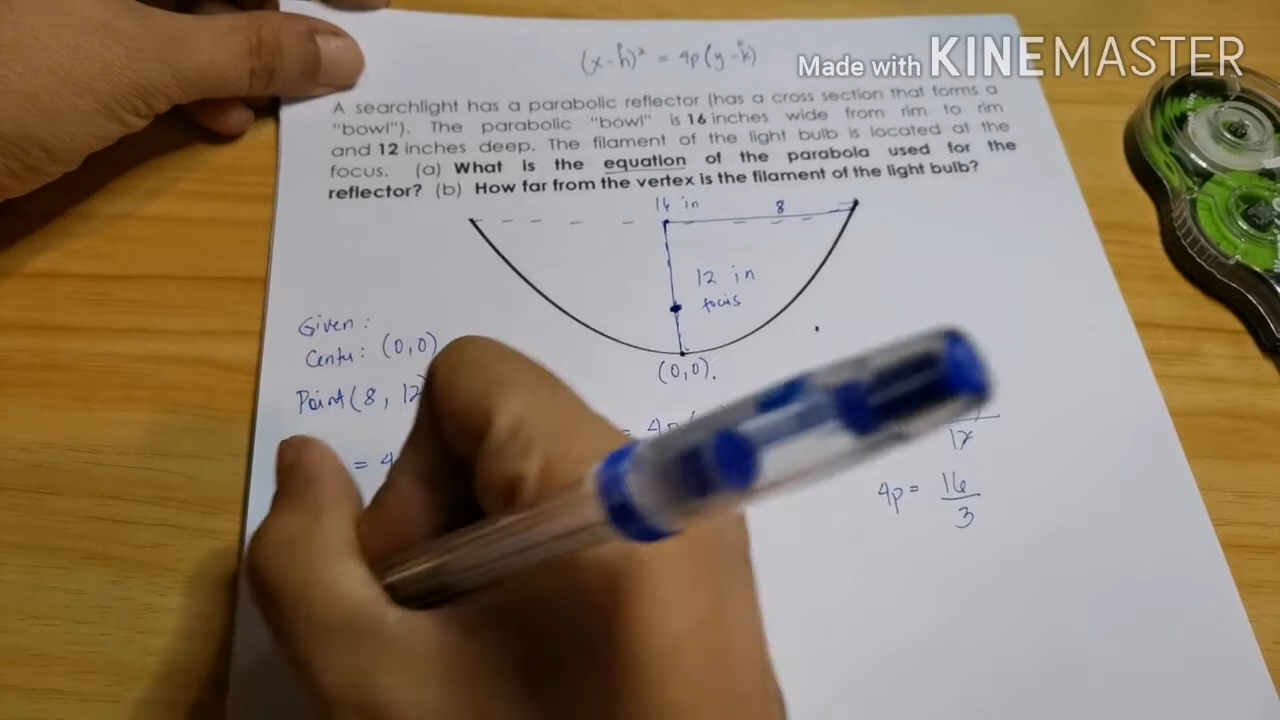 (x-h)² = 4p(y-k)
Made with KINEMASTER
A searchlight has a parabolic reflector (has a cross section that forms a
"bowl"). The parabolic "bowl" is 16 inches wide from rim to rim
and 12 inches deep. The filament of the light bulb is located at the
focus. (a) What is the equation of the parabola used for the
reflector? (b) How far from the vertex is the filament of the light bulb?
16 in
8
12 in
focus
Given:
Center: (0,0)
(0,0).
Point (8, 12
= 4p
= 4
12
4p = 16
3